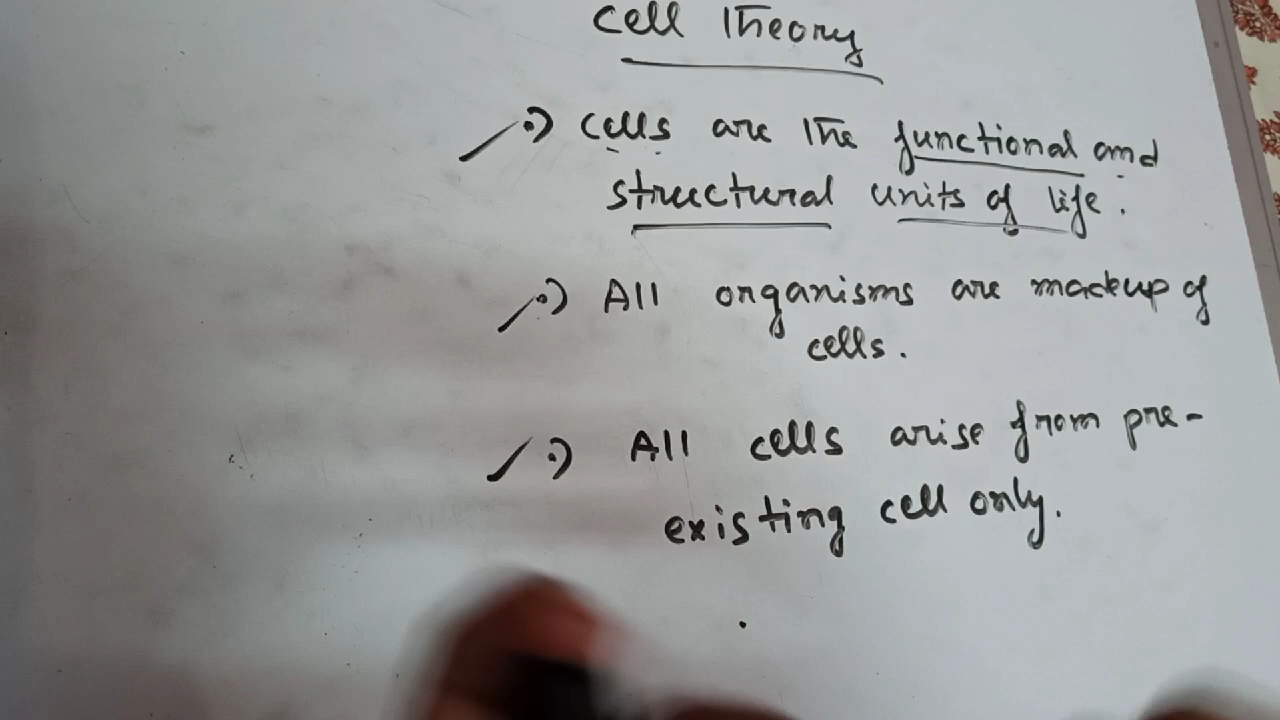 Cell Theory
•) Cells are the functional and
structural units of life.
•) All organisms are madeup of
cells.
•) All cells arise from pre-
existing cell only.